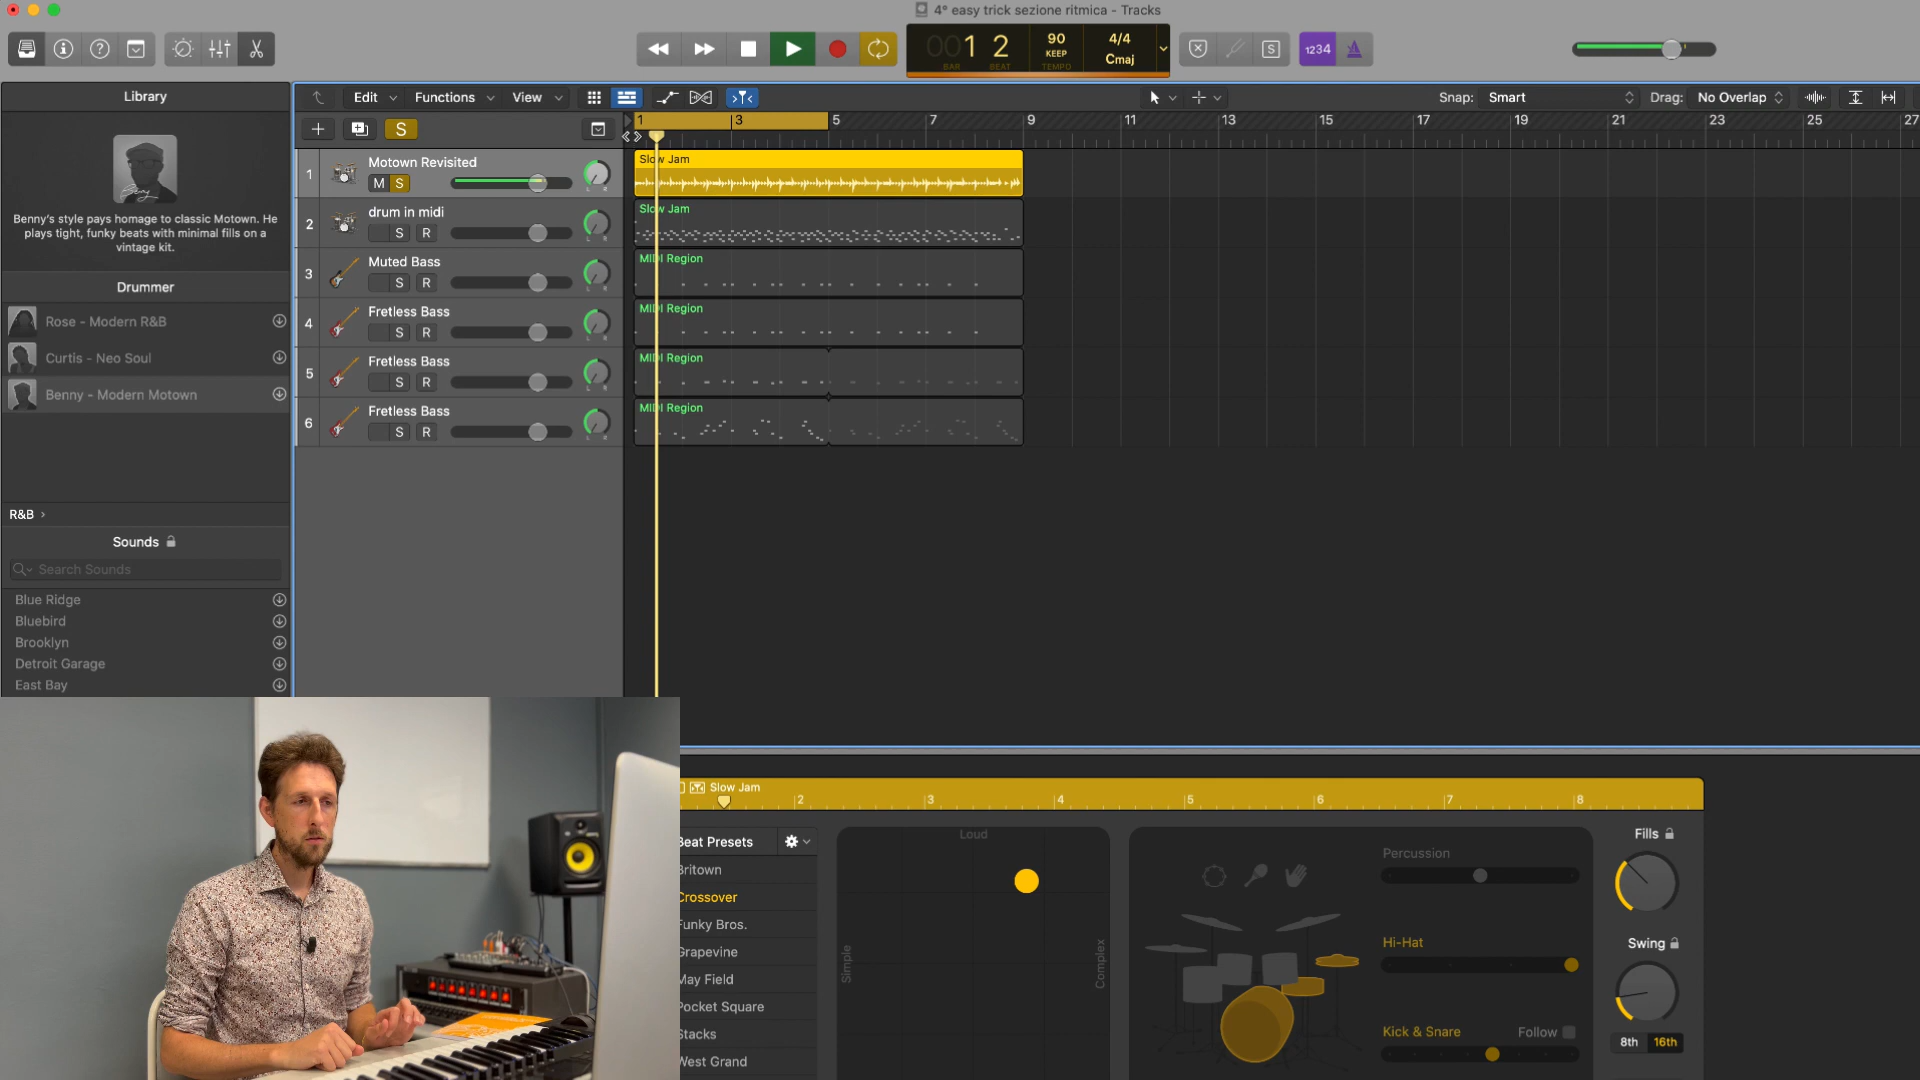 4° easy trick sezione ritmica - Tracks
1 2
BAR BEAT
90
KEEP
TEMPO
4/4
Cmaj
S
1234
Library
Benny's style pays homage to classic Motown. He
plays tight, funky beats with minimal fills on a
vintage kit.
Drummer
Rose - Modern R&B
Curtis - Neo Soul
Benny - Modern Motown
R&B
Sounds
Search Sounds
Blue Ridge
Bluebird
Brooklyn
Detroit Garage
East Bay
Edit Functions View
Snap: Smart Drag: No Overlap
S
1 3 5 7 9 11 13 15 17 19 21 23 25 27
1 Motown Revisited
M S
L R
Slow Jam
2 drum in midi
S R
L R
Slow Jam
3 Muted Bass
S R
L R
MIDI Region
4 Fretless Bass
S R
L R
MIDI Region
5 Fretless Bass
S R
L R
MIDI Region
6 Fretless Bass
S R
L R
MIDI Region
Slow Jam
2 3 4 5 6 7 8
Beat Presets
Britown
Crossover
Funky Bros.
Grapevine
May Field
Pocket Square
Stacks
West Grand
Loud
Simple
Complex
Percussion
Hi-Hat
Kick & Snare Follow
Fills
Swing
8th 16th